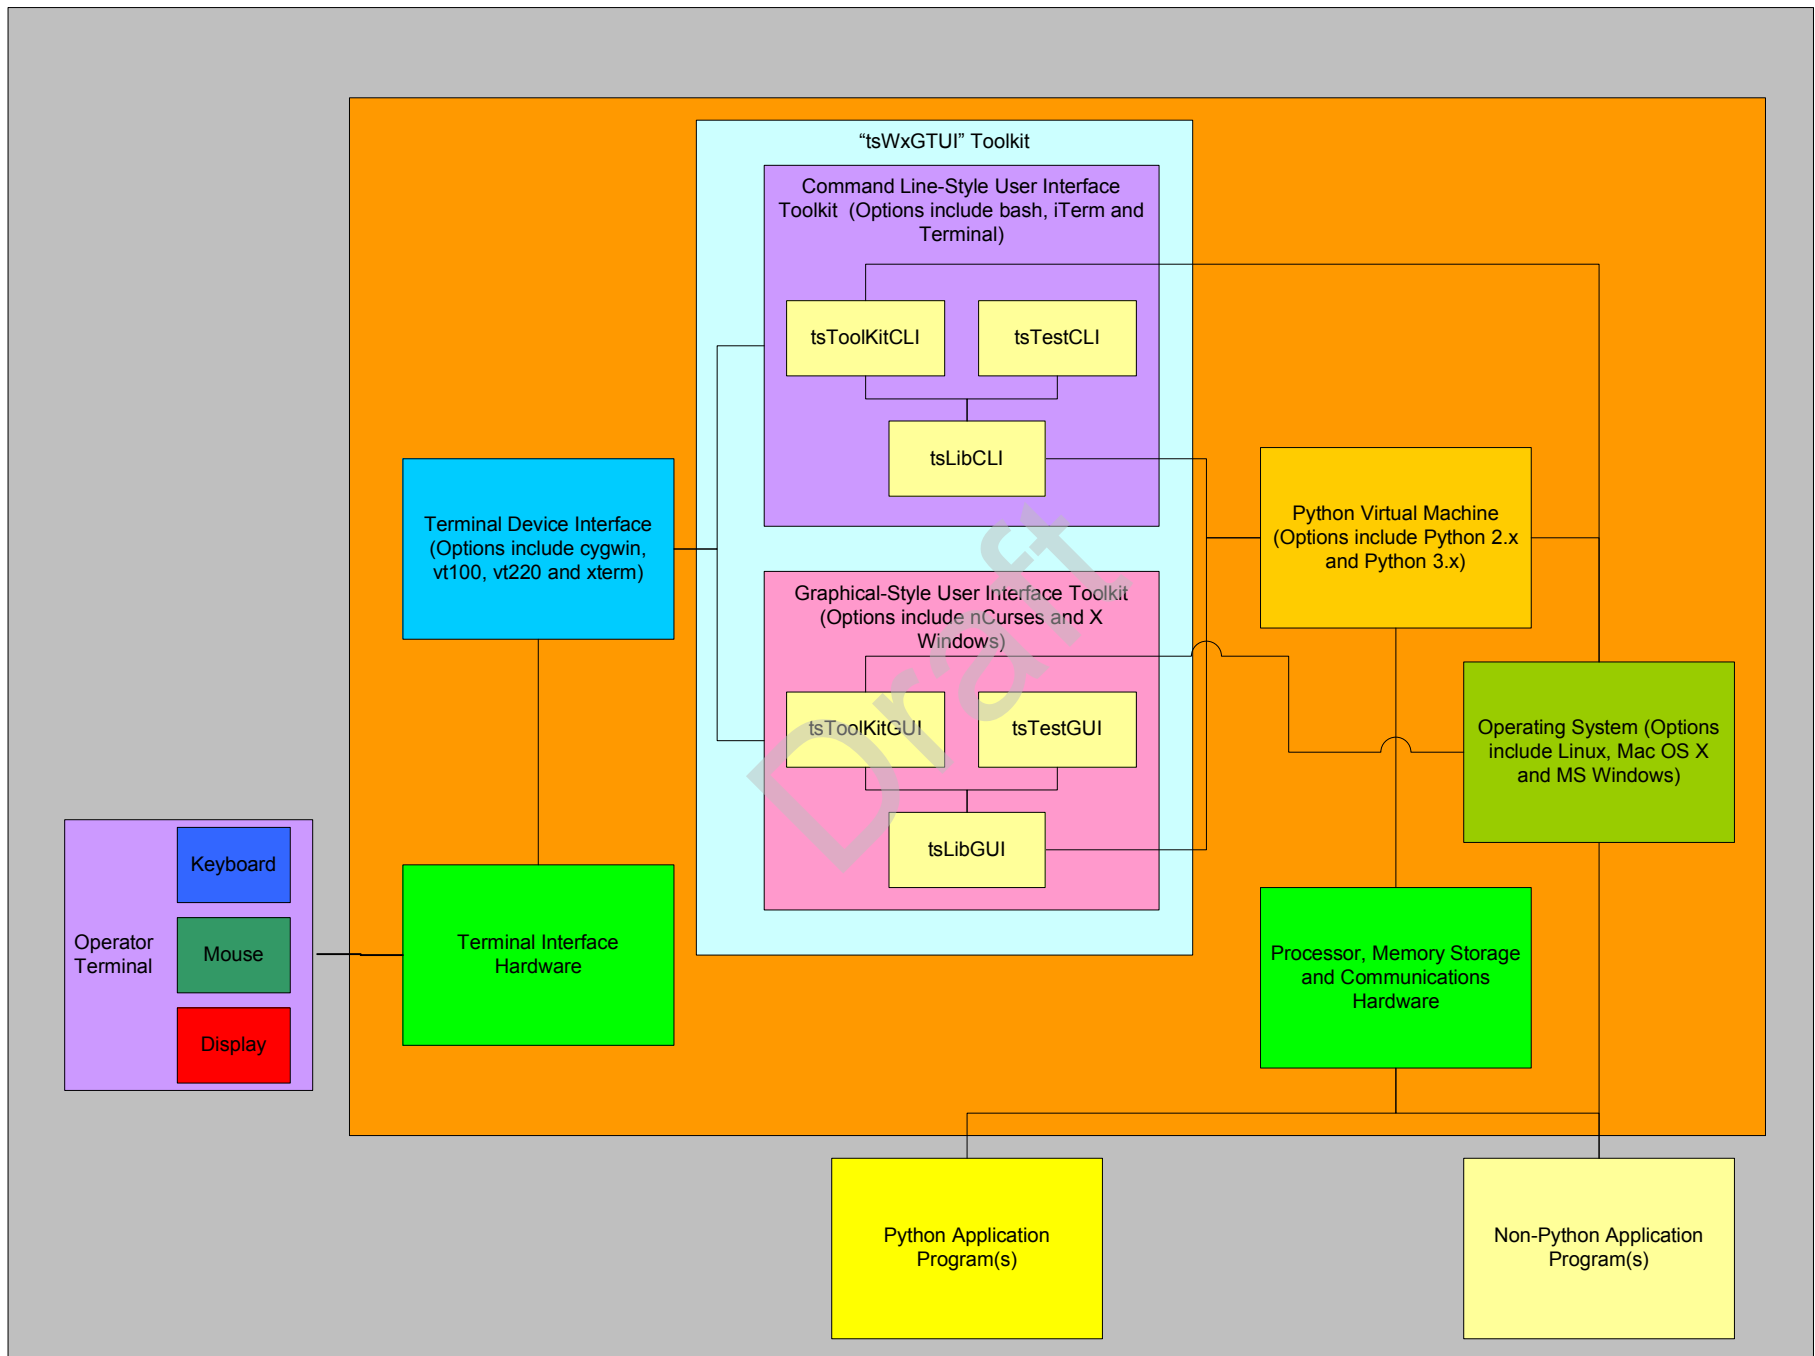 “tsWxGTUI” Toolkit
Command Line-Style User Interface
Toolkit (Options include bash, iTerm and
Terminal)
tsToolKitCLI
tsTestCLI
tsLibCLI
Terminal Device Interface
(Options include cygwin,
vt100, vt220 and xterm)
Python Virtual Machine
(Options include Python 2.x
and Python 3.x)
Graphical-Style User Interface Toolkit
(Options include nCurses and X
Windows)
tsToolKitGUI
tsTestGUI
tsLibGUI
Draft
Operating System (Options
include Linux, Mac OS X
and MS Windows)
Operator
Terminal
Keyboard
Mouse
Display
Terminal Interface
Hardware
Processor, Memory Storage
and Communications
Hardware
Python Application
Program(s)
Non-Python Application
Program(s)